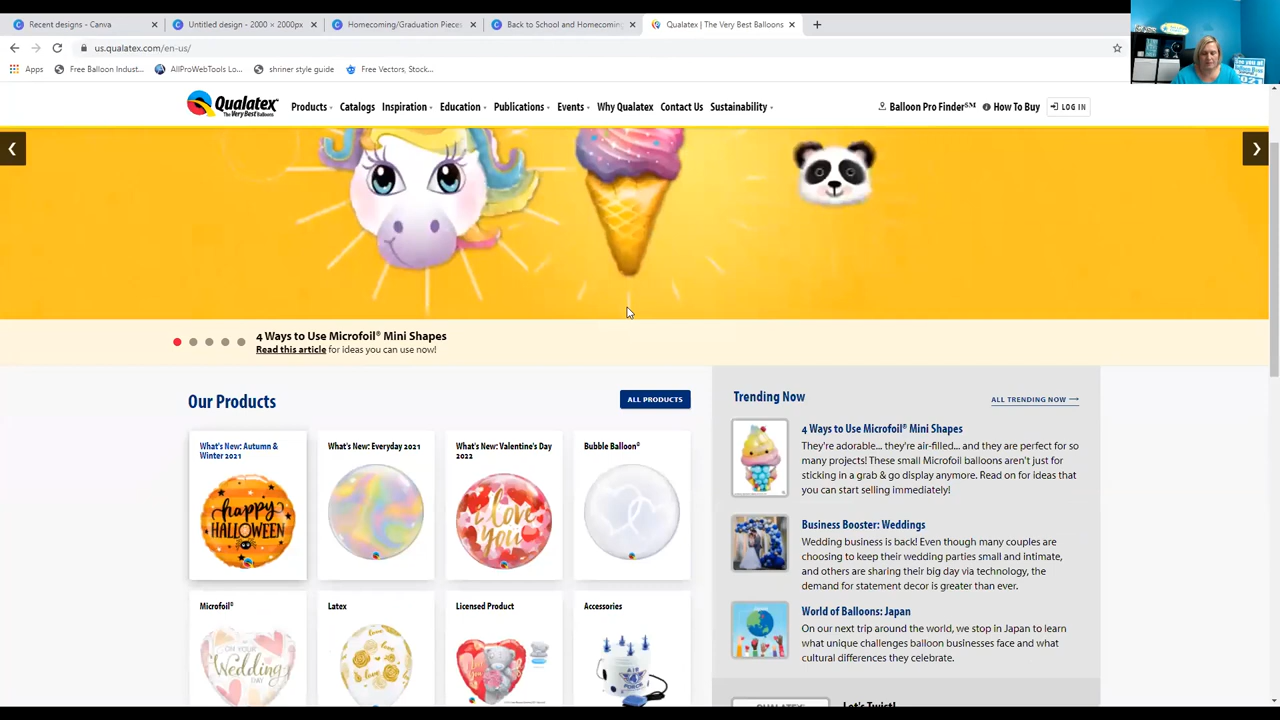 Recent designs - Canva
Untitled design - 2000 × 2000px
Homecoming/Graduation Pieces
Back to School and Homecoming
Qualatex | The Very Best Balloons
us.qualatex.com/en-us/
Apps
Free Balloon Indust...
AllProWebTools Lo...
shriner style guide
Free Vectors, Stock...
Qualatex
The Very Best Balloons
Products
Catalogs
Inspiration
Education
Publications
Events
Why Qualatex
Contact Us
Sustainability
Balloon Pro Finder℠
How To Buy
LOG IN
4 Ways to Use Microfoil® Mini Shapes
Read this article for ideas you can use now!
Our Products
ALL PRODUCTS
What's New: Autumn &
Winter 2021
happy
HALLOWEEN
What's New: Everyday 2021
What's New: Valentine's Day
2022
i love
you
Bubble Balloon®
Microfoil®
ON YOUR
Wedding
DAY
Latex
love
Licensed Product
Accessories
AIR
FORCE
4
Trending Now
ALL TRENDING NOW
4 Ways to Use Microfoil® Mini Shapes
They're adorable... they're air-filled... and they are perfect for so
many projects! These small Microfoil balloons aren't just for
sticking in a grab & go display anymore. Read on for ideas that
you can start selling immediately!
Business Booster: Weddings
Wedding business is back! Even though many couples are
choosing to keep their wedding parties small and intimate,
and others are sharing their big day via technology, the
demand for statement decor is greater than ever.
World of Balloons: Japan
On our next trip around the world, we stop in Japan to learn
what unique challenges balloon businesses face and what
cultural differences they celebrate.
QUALATEX
Let's Twist!